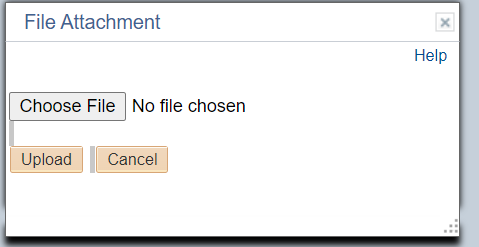 File Attachment
Help
Choose File No file chosen
Upload Cancel